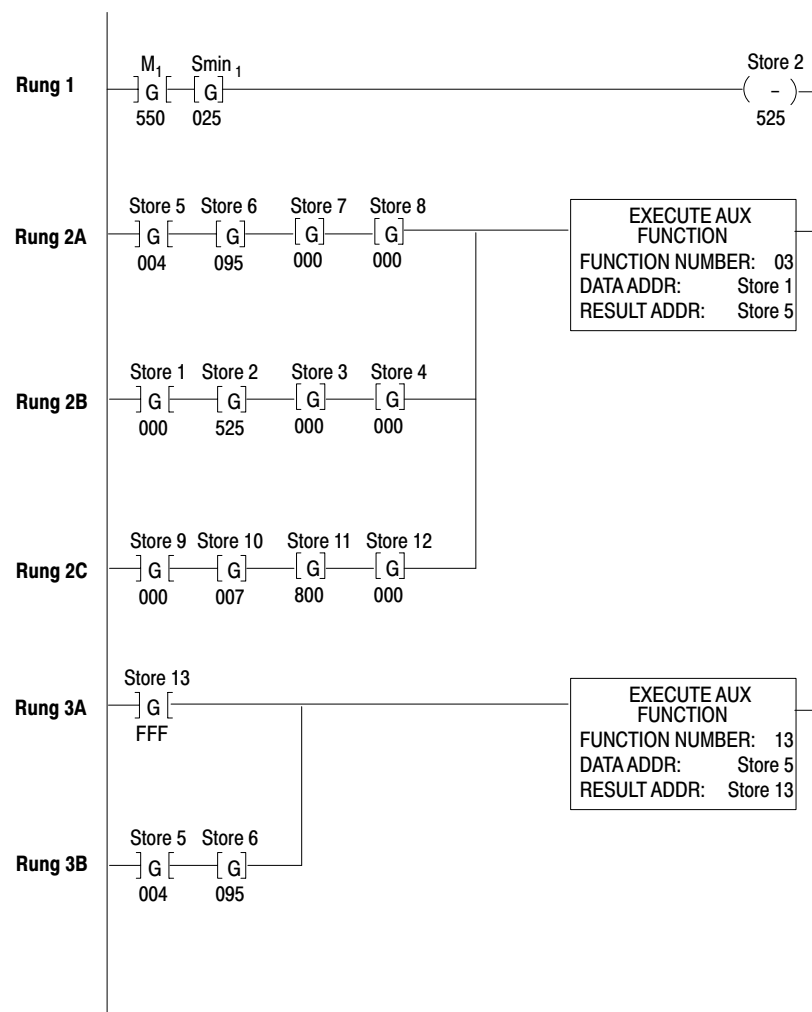 M1 Smin 1 Store 2
Rung 1 ] G [ [ G ] ( - )
550 025 525
Store 5 Store 6 Store 7 Store 8
Rung 2A ] G [ [ G ] [ G ] [ G ]
004 095 000 000
EXECUTE AUX
FUNCTION
FUNCTION NUMBER: 03
DATA ADDR: Store 1
RESULT ADDR: Store 5
Store 1 Store 2 Store 3 Store 4
Rung 2B ] G [ [ G ] [ G ] [ G ]
000 525 000 000
Store 9 Store 10 Store 11 Store 12
Rung 2C ] G [ [ G ] [ G ] [ G ]
000 007 800 000
Store 13
Rung 3A ] G [
FFF
EXECUTE AUX
FUNCTION
FUNCTION NUMBER: 13
DATA ADDR: Store 5
RESULT ADDR: Store 13
Store 5 Store 6
Rung 3B ] G [ [ G ]
004 095